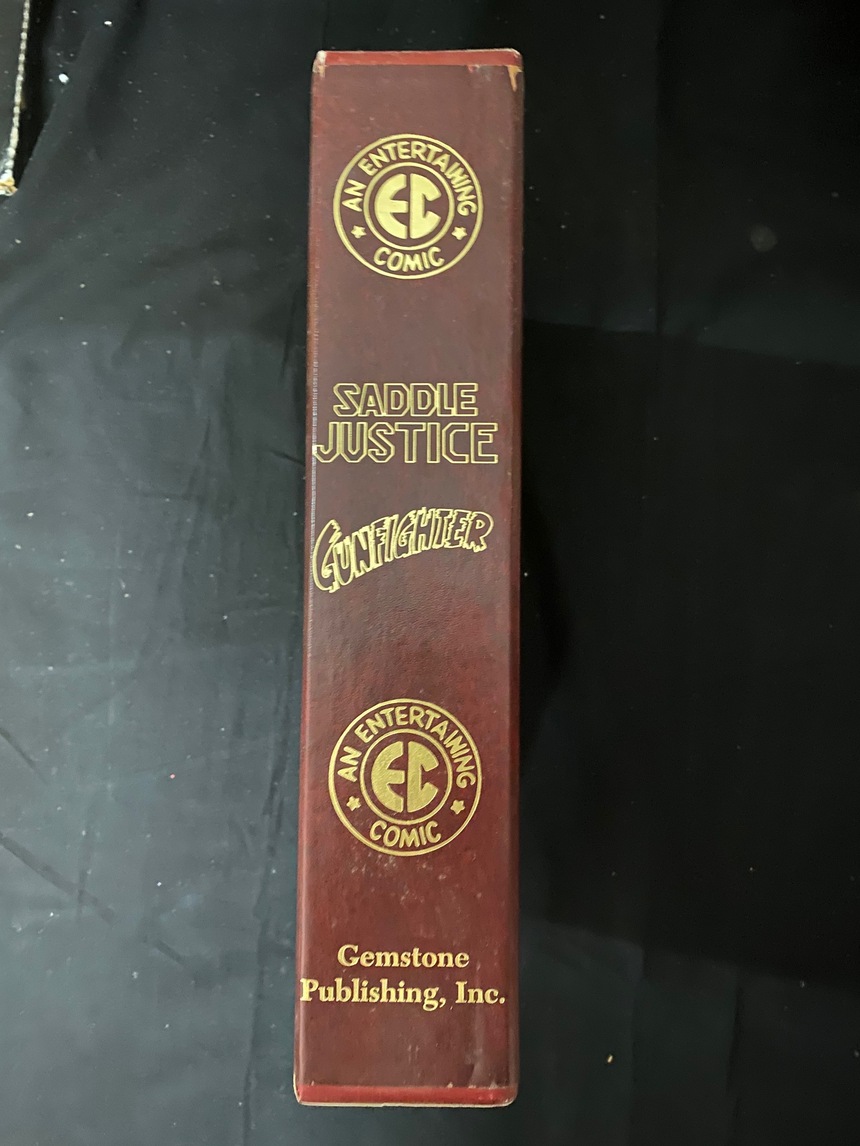 AN ENTERTAINING
EC
COMIC
SADDLE
JUSTICE
GUNFIGHTER
AN ENTERTAINING
EC
COMIC
Gemstone
Publishing, Inc.